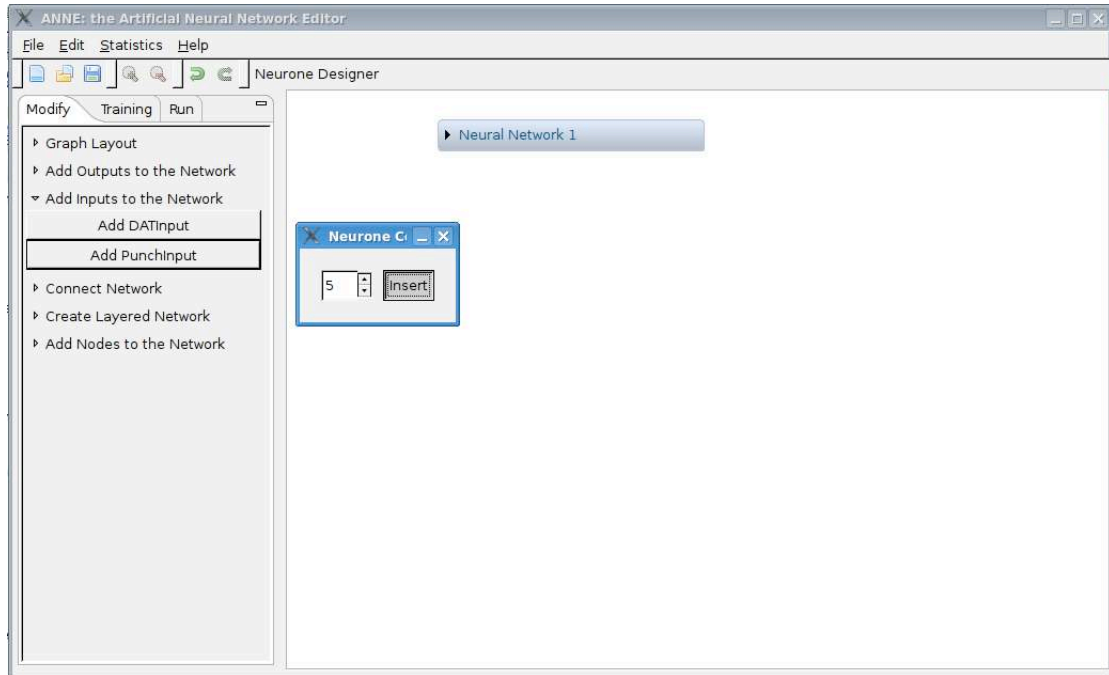 ANNE: the Artificial Neural Network Editor
File Edit Statistics Help
Neurone Designer
Modify Training Run
Graph Layout
Add Outputs to the Network
Add Inputs to the Network
Add DATInput
Add PunchInput
Connect Network
Create Layered Network
Add Nodes to the Network
Neural Network 1
Neurone
5 Insert